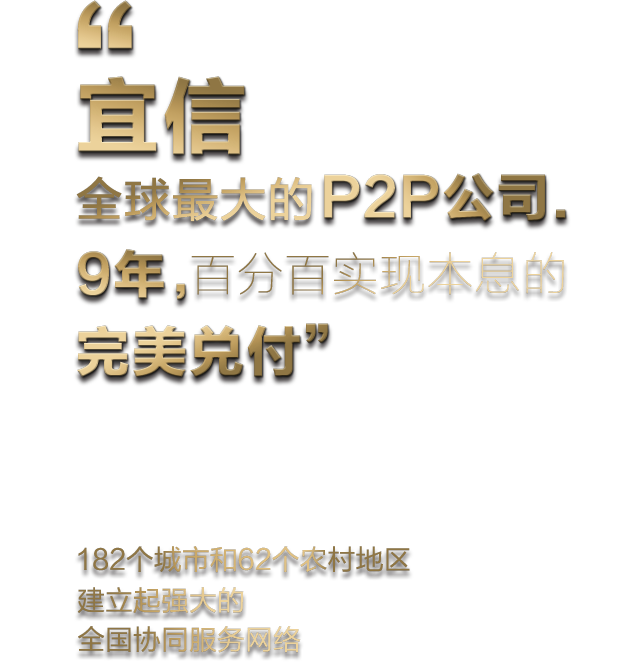 “
宜信
全球最大的P2P公司.
9年,百分百实现本息的
完美兑付”
182个城市和62个农村地区
建立起强大的
全国协同服务网络